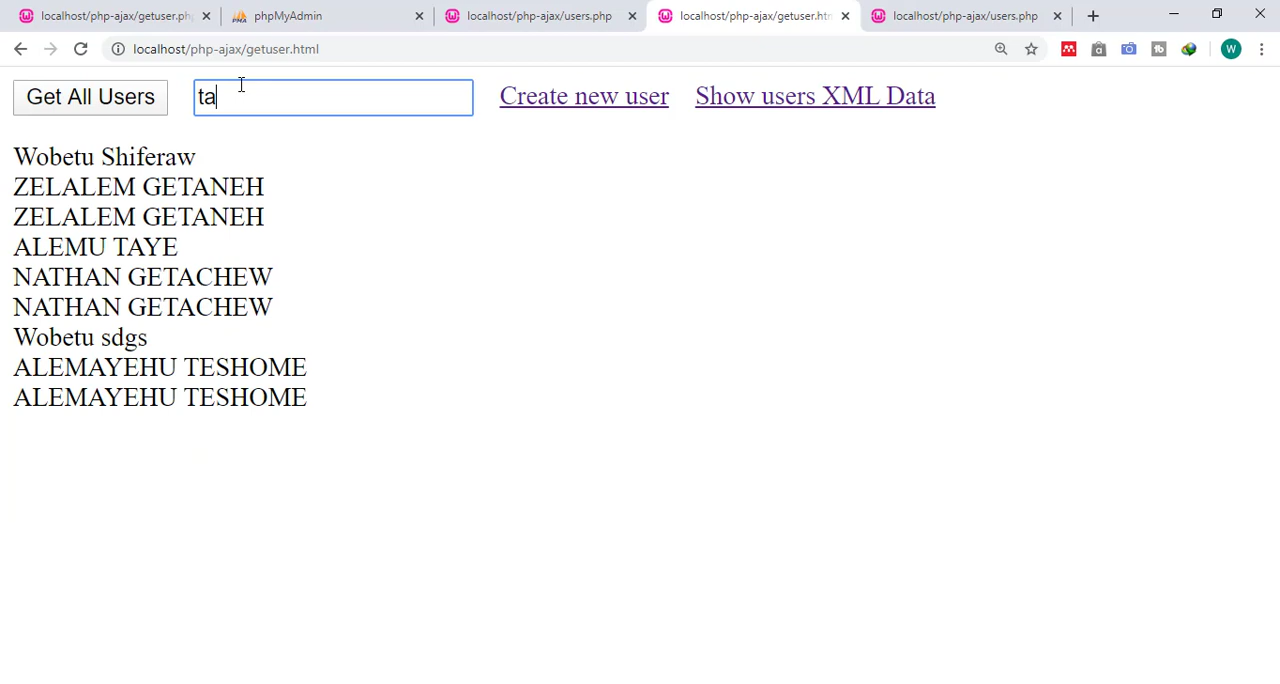 localhost/php-ajax/getuser.ph
phpMyAdmin
localhost/php-ajax/users.php
localhost/php-ajax/getuser.htm
localhost/php-ajax/users.php
localhost/php-ajax/getuser.html
W
Get All Users
ta
Create new user
Show users XML Data
Wobetu Shiferaw
ZELALEM GETANEH
ZELALEM GETANEH
ALEMU TAYE
NATHAN GETACHEW
NATHAN GETACHEW
Wobetu sdgs
ALEMAYEHU TESHOME
ALEMAYEHU TESHOME